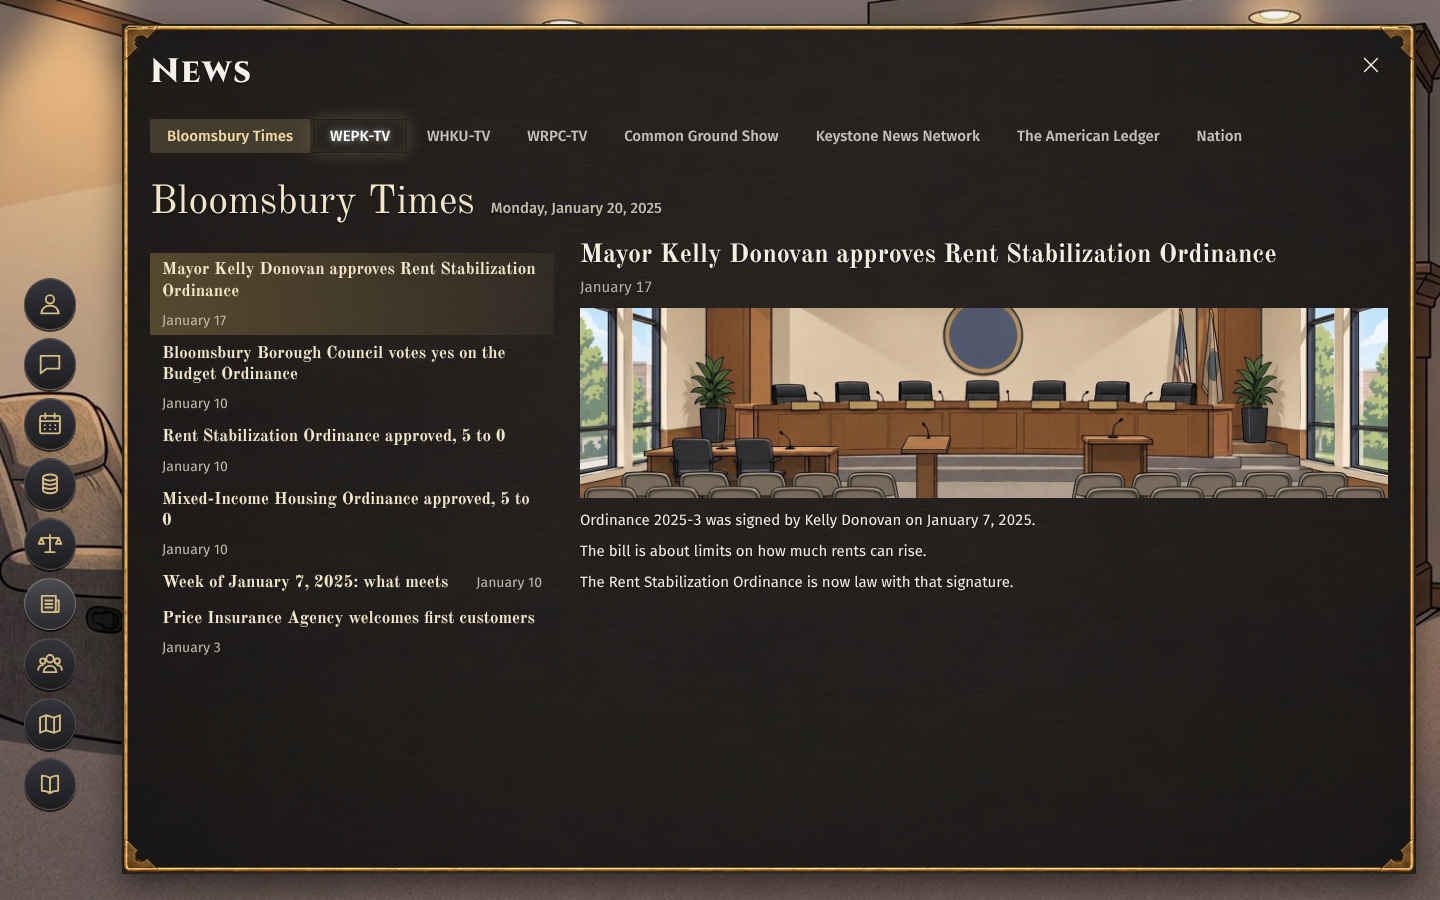 News
Bloomsbury Times
WEPK-TV
WHKU-TV
WRPC-TV
Common Ground Show
Keystone News Network
The American Ledger
Nation
Bloomsbury Times
Monday, January 20, 2025
Mayor Kelly Donovan approves Rent Stabilization
Ordinance
January 17
Bloomsbury Borough Council votes yes on the
Budget Ordinance
January 10
Rent Stabilization Ordinance approved, 5 to 0
January 10
Mixed-Income Housing Ordinance approved, 5 to
0
January 10
Week of January 7, 2025: what meets
January 10
Price Insurance Agency welcomes first customers
January 3
Mayor Kelly Donovan approves Rent Stabilization Ordinance
January 17
Ordinance 2025-3 was signed by Kelly Donovan on January 7, 2025.
The bill is about limits on how much rents can rise.
The Rent Stabilization Ordinance is now law with that signature.